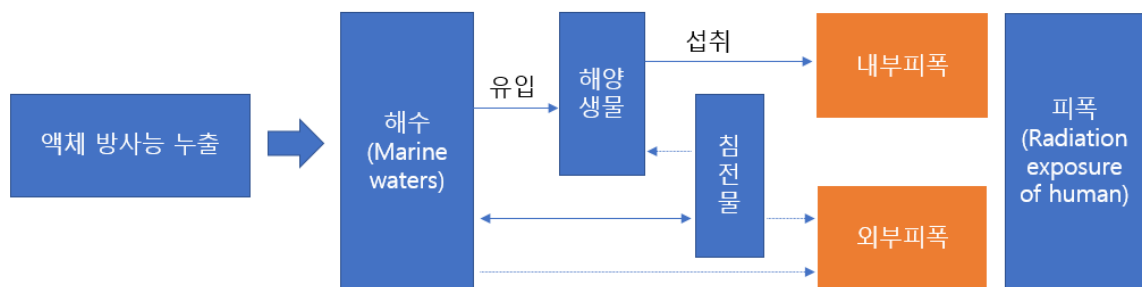 액체 방사능 누출
해수
(Marine
waters)
유입
해양
생물
섭취
침
전
물
내부피폭
외부피폭
피폭
(Radiation
exposure
of human)